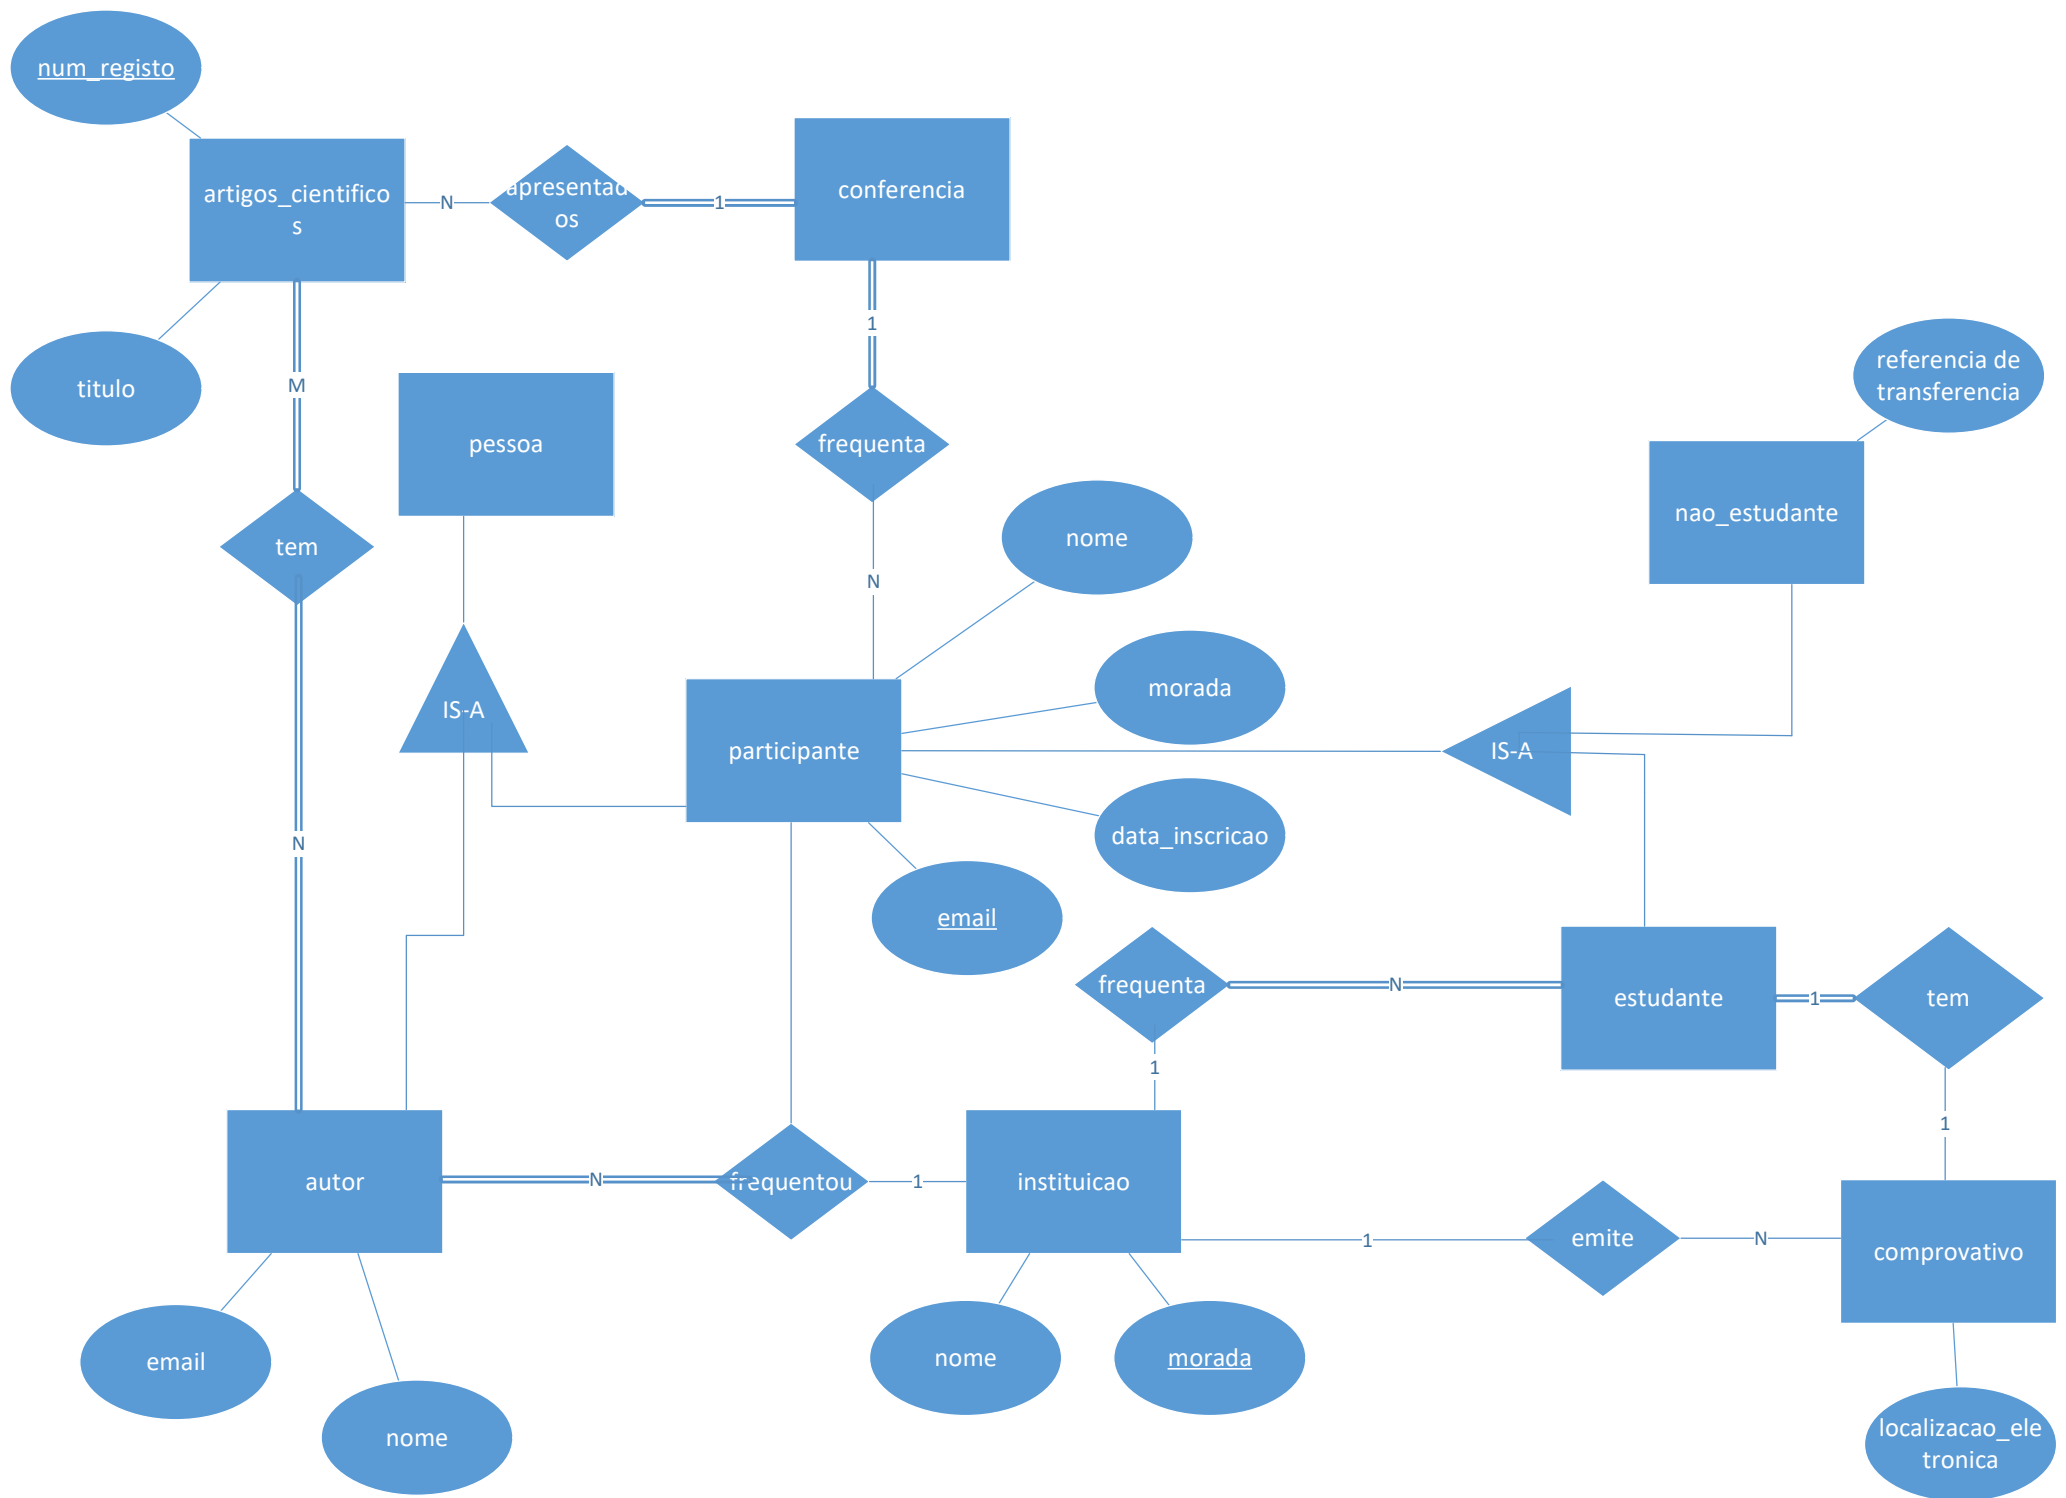 num_registo
artigos_cientifico
s
N
apresentad
os
1
conferencia
titulo
M
1
pessoa
frequenta
referencia de
transferencia
tem
nome
nao_estudante
N
IS-A
morada
participante
IS-A
data_inscricao
N
email
frequenta
N
estudante
1
tem
1
1
autor
N
frequentou
1
instituicao
1
emite
N
comprovativo
email
nome
nome
morada
localizacao_ele
tronica